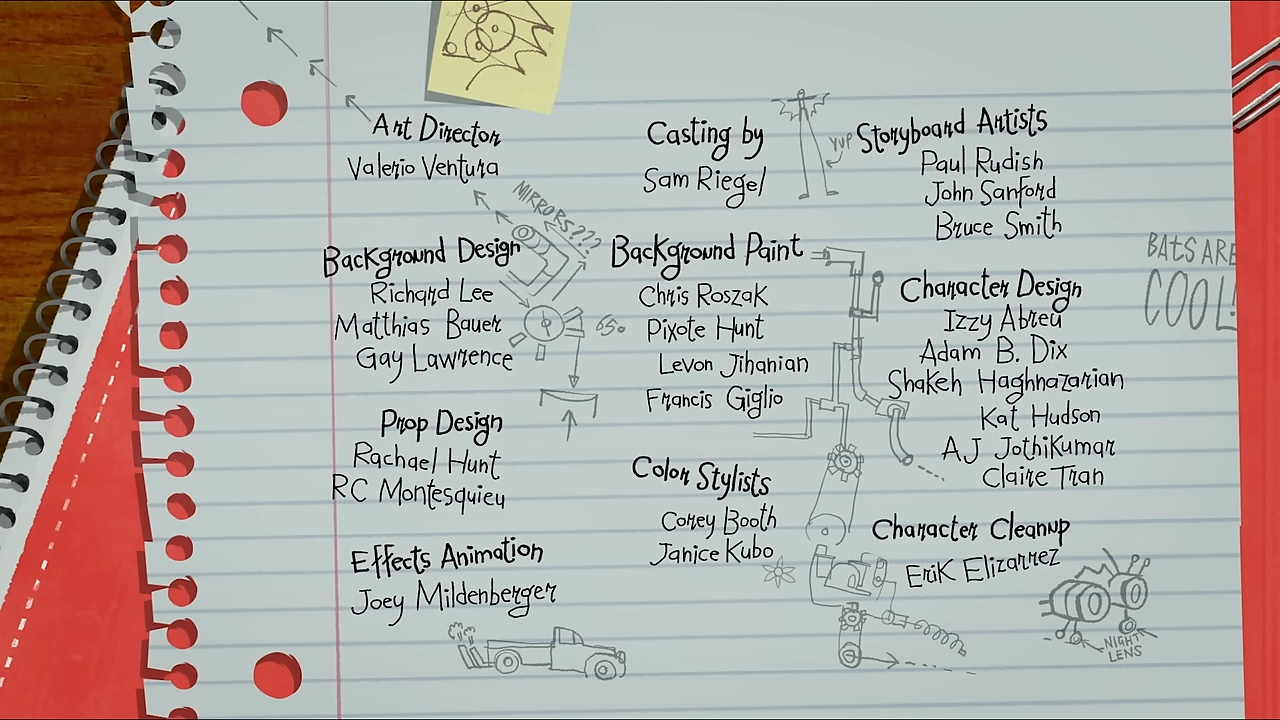 Art Director
Valerio Ventura
MIRRORS???
Background Design
Richard Lee
Matthias Bauer
Gay Lawrence
650
Prop Design
Rachael Hunt
RC Montesquieu
Effects Animation
Joey Mildenberger
Casting by
Sam Riegel
YUP
Background Paint
Chris Roszak
Pixote Hunt
Levon Jihanian
Francis Giglio
Color Stylists
Corey Booth
Janice Kubo
Storyboard Artists
Paul Rudish
John Sanford
Bruce Smith
BATS ARE
COOL!
Character Design
Izzy Abreu
Adam B. Dix
Shakeh Haghnazarian
Kat Hudson
AJ Jothikumar
Claire Tran
Character Cleanup
Erik Elizarrez
NIGHT
LENS